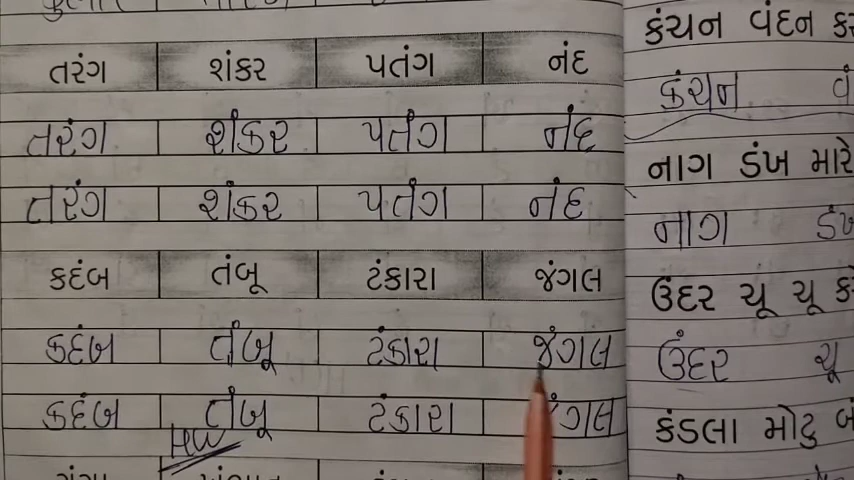 તરંગ શંકર પતંગ નંદ
તરંગ શંકર પતંગ નંદ
તરંગ શંકર પતંગ નંદ
કદંબ તંબૂ ટંકારા જંગલ
કદંબ તંબૂ ટંકારા જંગલ
કદંબ તંબૂ ટંકારા
HW
કંચન વંદન
કંચન
નાગ ડંખ મારે
નાગ
ઉંદર ચૂ ચૂ
ઉંદર ચૂ
કંડલા મોટુ